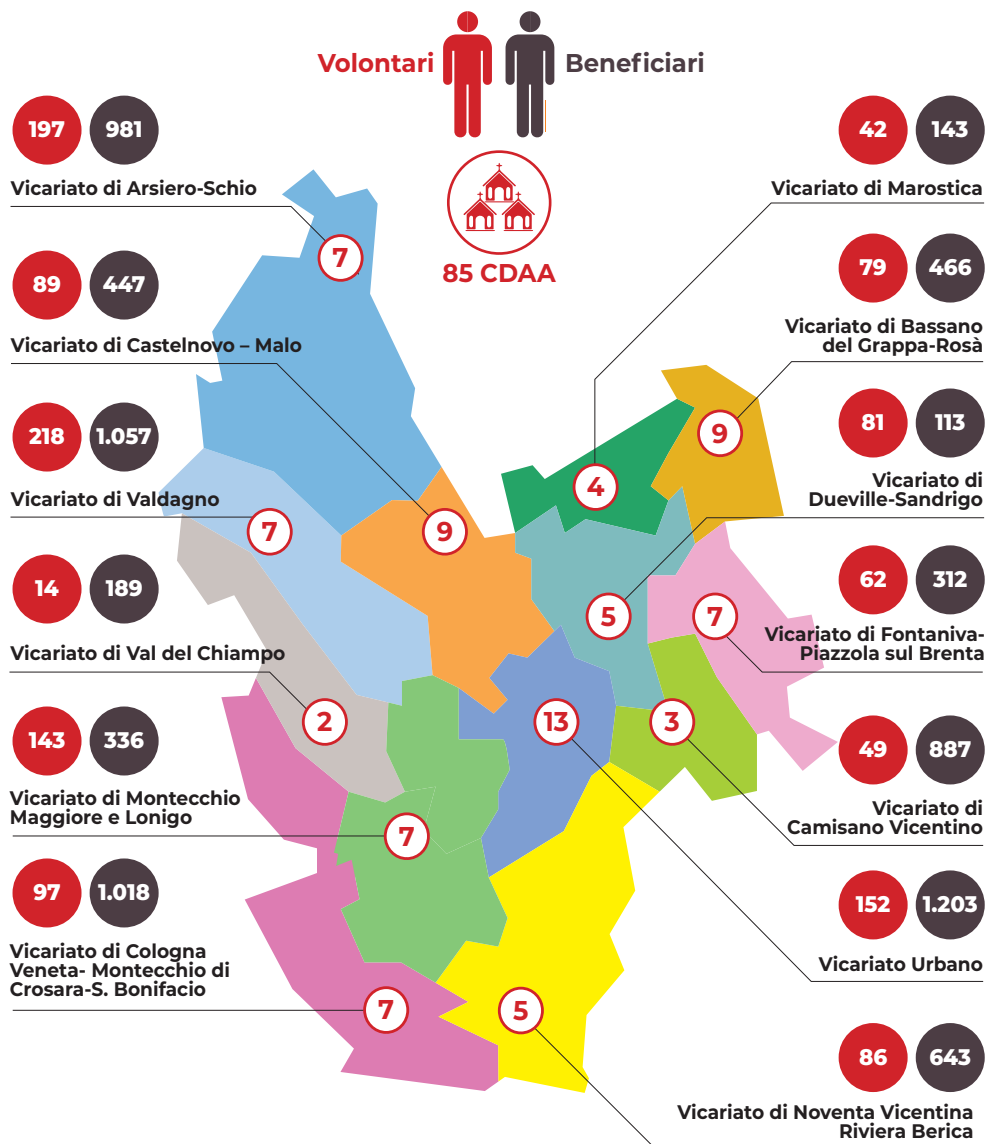 Volontari
Beneficiari
85 CDAA
197 981
Vicariato di Arsiero-Schio
89 447
Vicariato di Castelnovo – Malo
218 1.057
Vicariato di Valdagno
14 189
Vicariato di Val del Chiampo
143 336
Vicariato di Montecchio
Maggiore e Lonigo
97 1.018
Vicariato di Cologna
Veneta- Montecchio di
Crosara-S. Bonifacio
42 143
Vicariato di Marostica
79 466
Vicariato di Bassano
del Grappa-Rosà
81 113
Vicariato di
Dueville-Sandrigo
62 312
Vicariato di Fontaniva-
Piazzola sul Brenta
49 887
Vicariato di
Camisano Vicentino
152 1.203
Vicariato Urbano
86 643
Vicariato di Noventa Vicentina
Riviera Berica
7
9
4
9
7
5
7
2
13
3
7
7
5